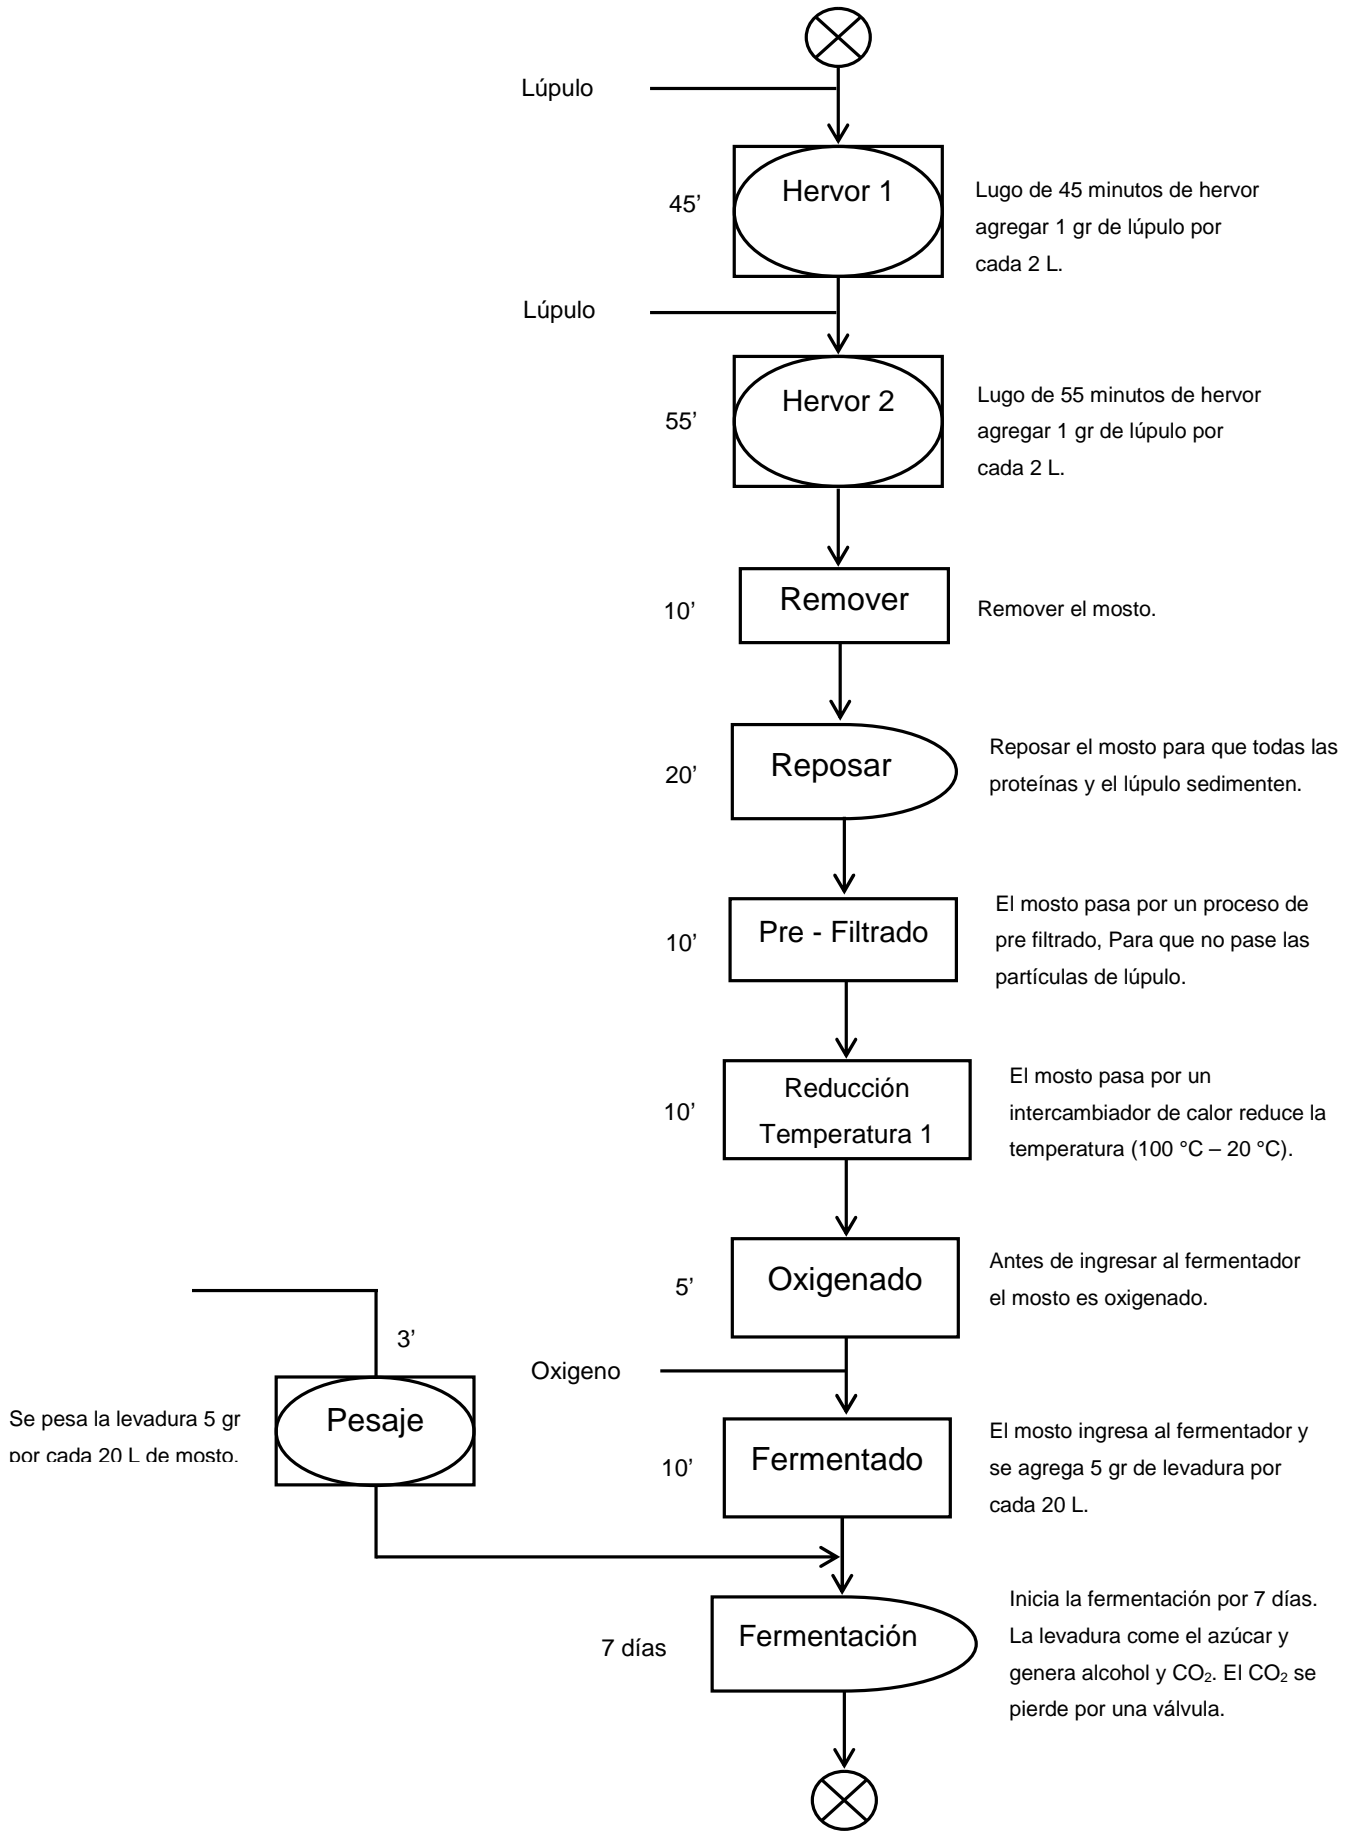 Lúpulo
Hervor 1
45’
Lugo de 45 minutos de hervor
agregar 1 gr de lúpulo por
cada 2 L.
Lúpulo
Hervor 2
55’
Lugo de 55 minutos de hervor
agregar 1 gr de lúpulo por
cada 2 L.
Remover
10’
Remover el mosto.
Reposar
20’
Reposar el mosto para que todas las
proteínas y el lúpulo sedimenten.
Pre - Filtrado
10’
El mosto pasa por un proceso de
pre filtrado, Para que no pase las
partículas de lúpulo.
Reducción
Temperatura 1
10’
El mosto pasa por un
intercambiador de calor reduce la
temperatura (100 °C – 20 °C).
Oxigenado
5’
Antes de ingresar al fermentador
el mosto es oxigenado.
3’
Oxigeno
Pesaje
Se pesa la levadura 5 gr
por cada 20 L de mosto.
Fermentado
10’
El mosto ingresa al fermentador y
se agrega 5 gr de levadura por
cada 20 L.
Fermentación
7 días
Inicia la fermentación por 7 días.
La levadura come el azúcar y
genera alcohol y CO₂. El CO₂ se
pierde por una válvula.